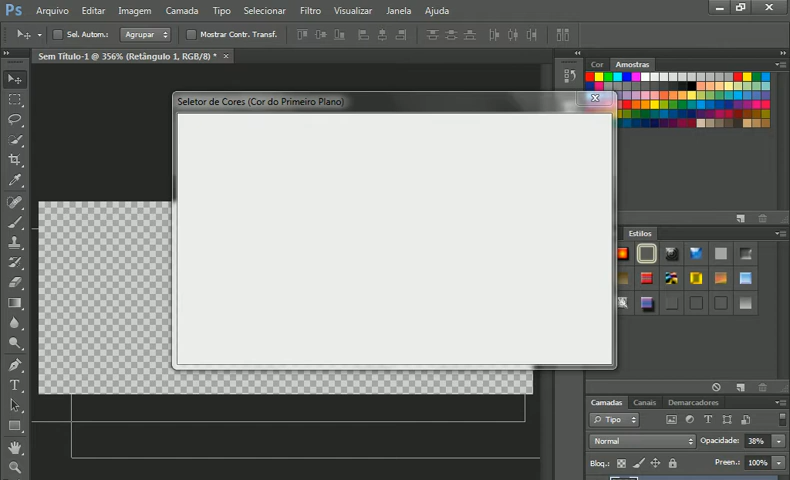 Ps Arquivo Editar Imagem Camada Tipo Selecionar Filtro Visualizar Janela Ajuda
Selet. Autom.: Agrupar Mostrar Contr. Transf.
Sem Título-1 @ 356% (Retângulo 1, RGB/8) * x
Cor Amostras
Seletor de Cores (Cor do Primeiro Plano)
Estilos
Camadas Canais Demarcadores
Tipo
Normal Opacidade: 38%
Bloq.: Preen.: 100%